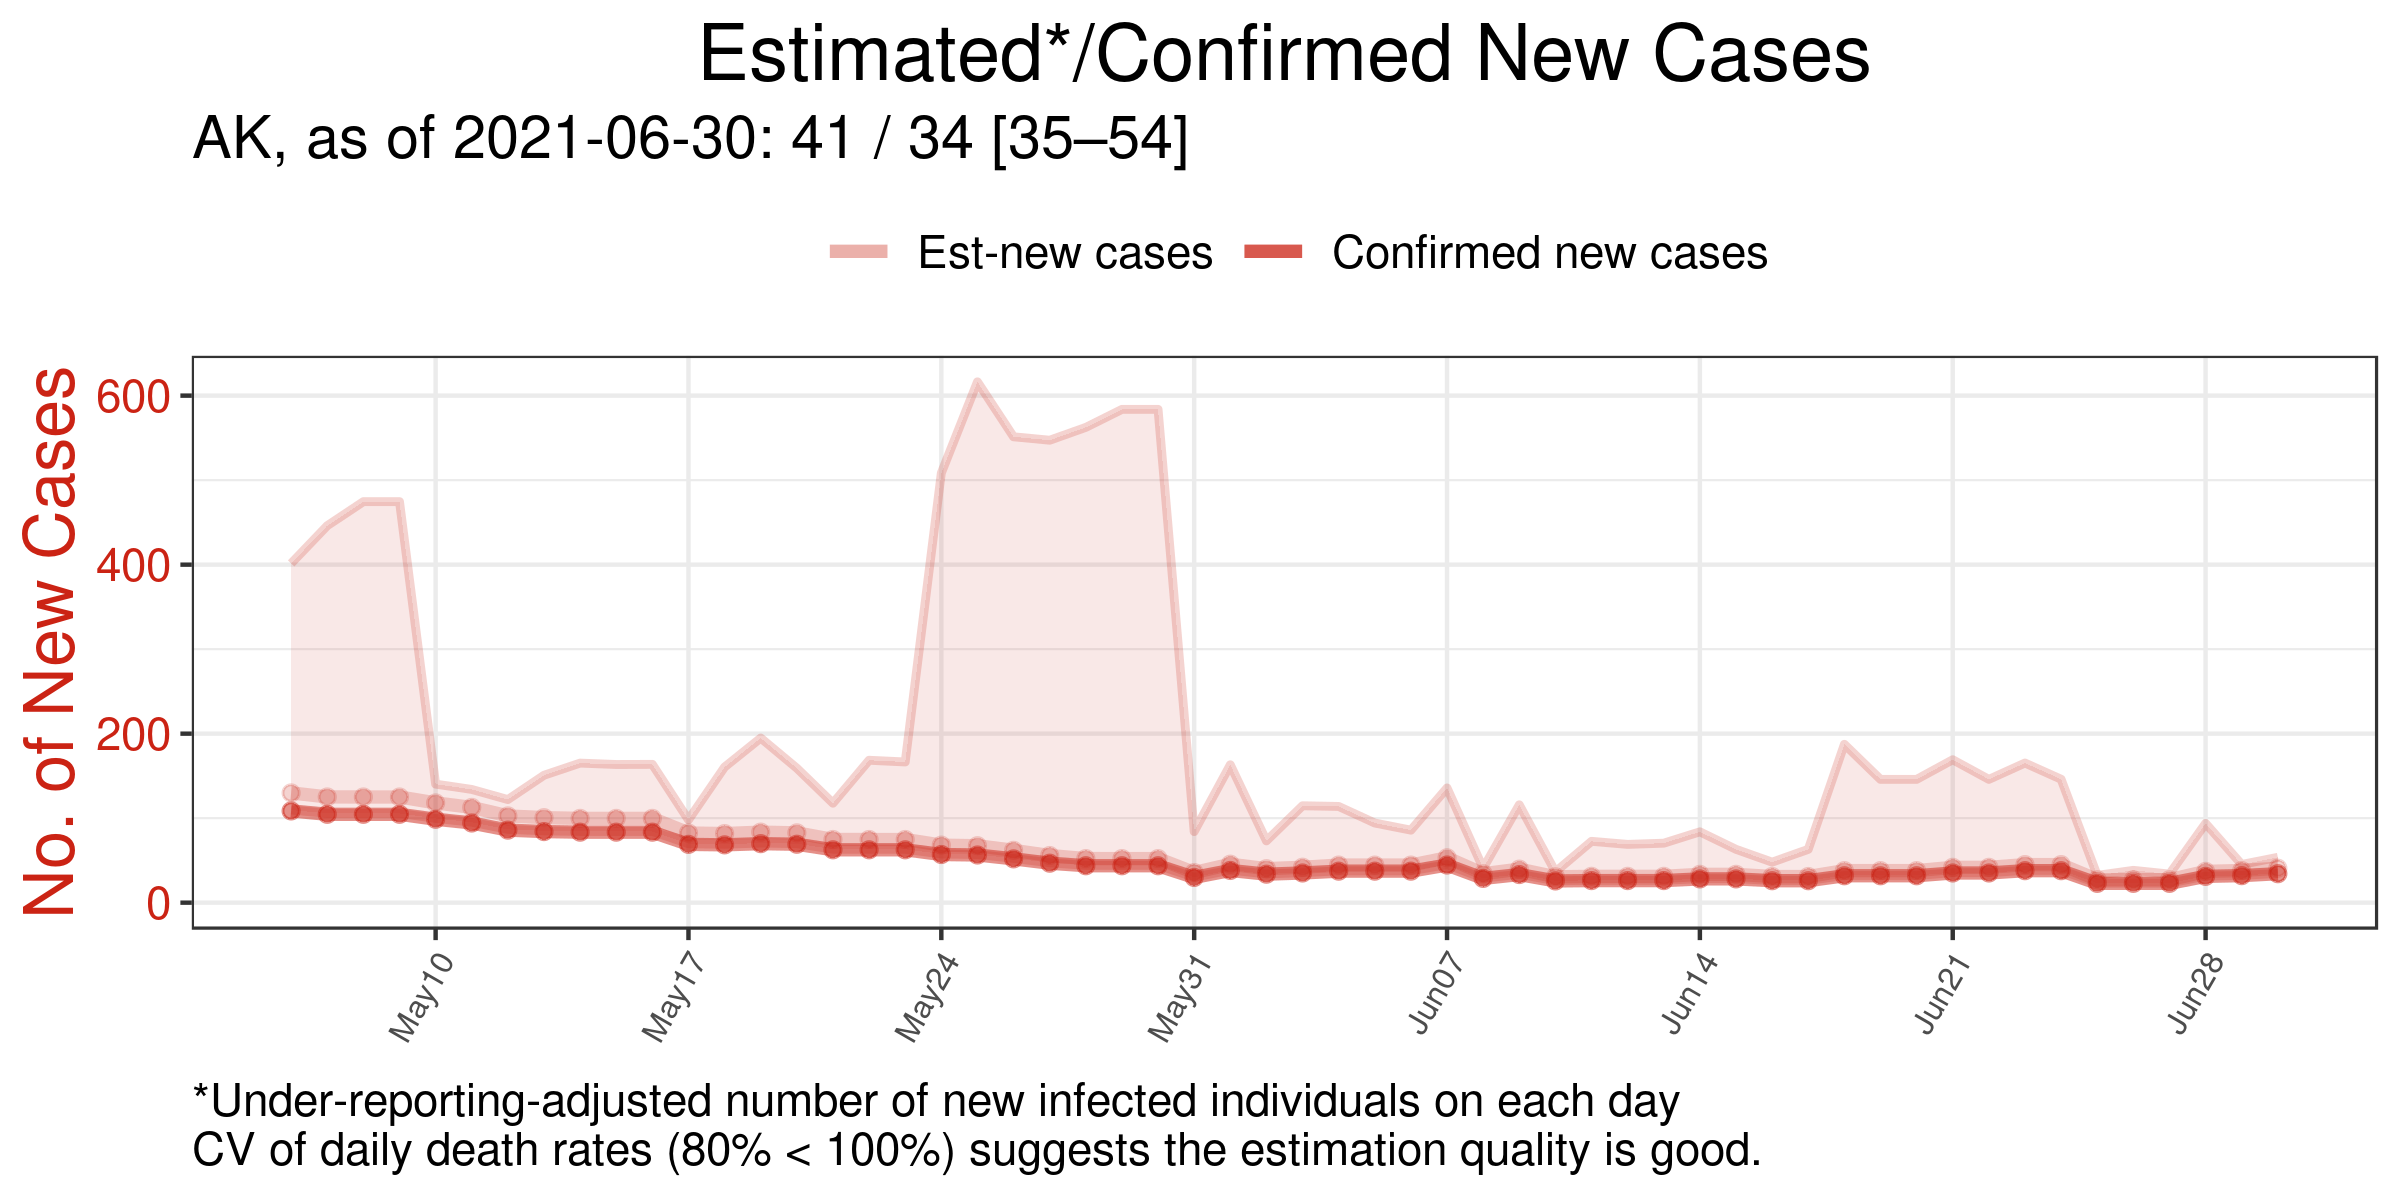 Estimated*/Confirmed New Cases
AK, as of 2021-06-30: 41 / 34 [35–54]
Est-new cases Confirmed new cases
No. of New Cases
600
400
200
0
May10 May17 May24 May31 Jun07 Jun14 Jun21 Jun28
*Under-reporting-adjusted number of new infected individuals on each day
CV of daily death rates (80% < 100%) suggests the estimation quality is good.